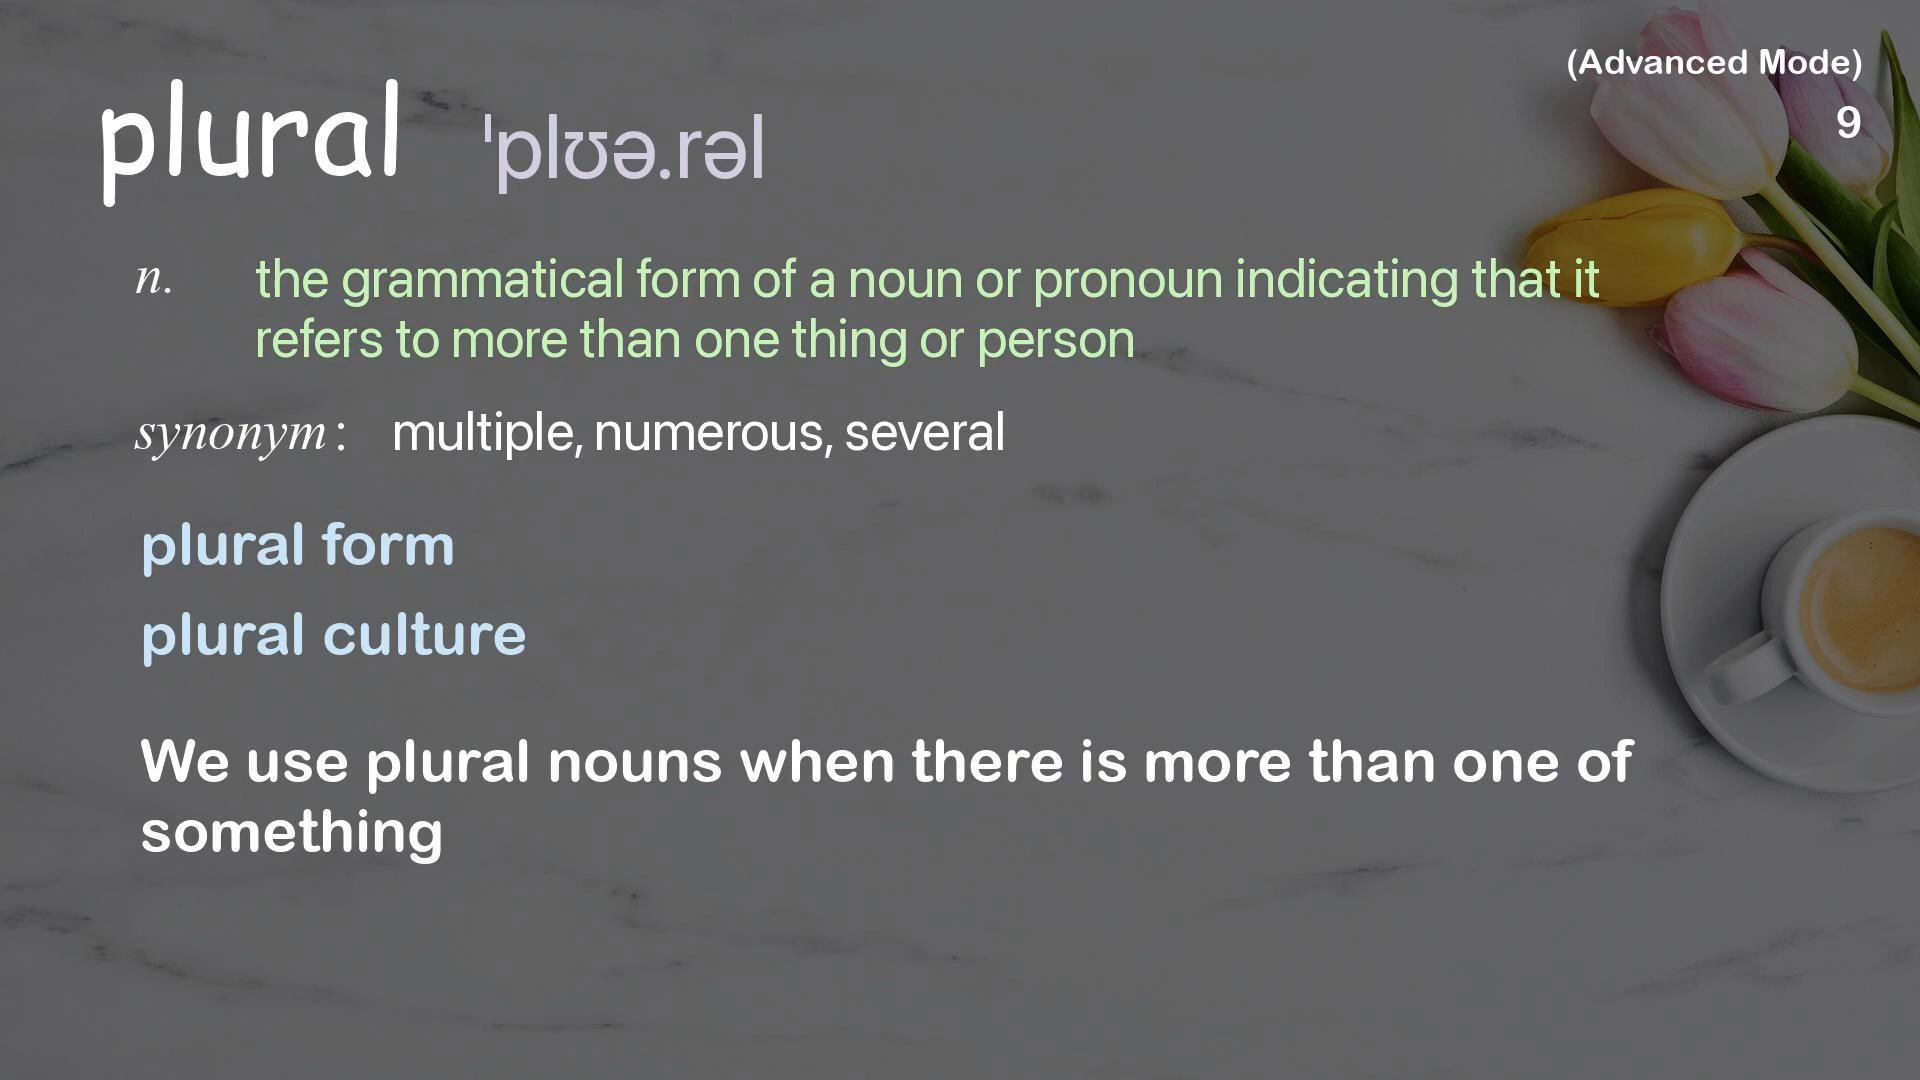 (Advanced Mode)
9
plural ˈplʊə.rəl
n. the grammatical form of a noun or pronoun indicating that it
refers to more than one thing or person
synonym: multiple, numerous, several
plural form
plural culture
We use plural nouns when there is more than one of
something